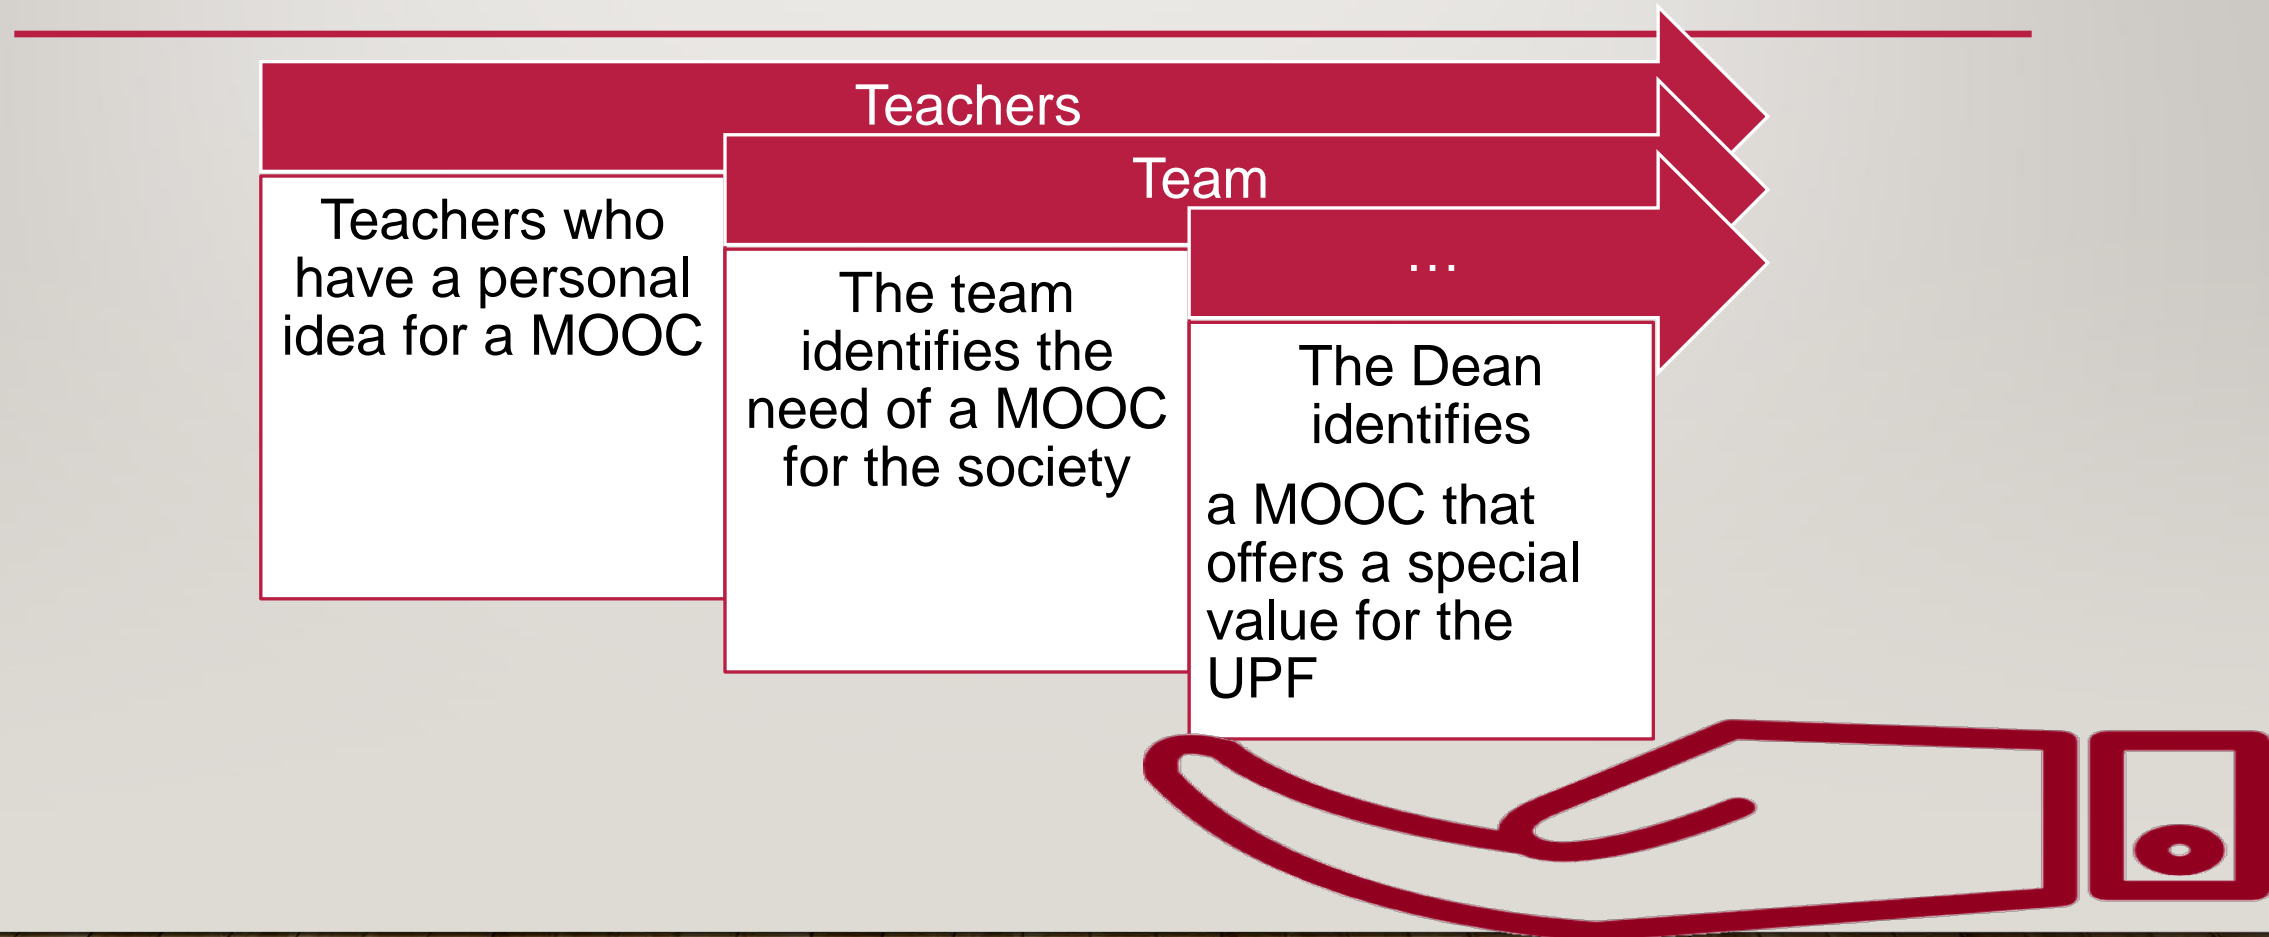 Teachers
Teachers who
have a personal
idea for a MOOC
Team
The team
identifies the
need of a MOOC
for the society
…
The Dean
identifies
a MOOC that
offers a special
value for the
UPF